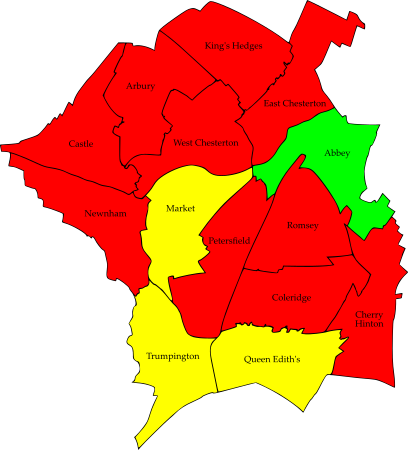 King's Hedges
Arbury
East Chesterton
Castle
West Chesterton
Abbey
Market
Newnham
Petersfield
Romsey
Coleridge
Cherry
Hinton
Trumpington
Queen Edith's